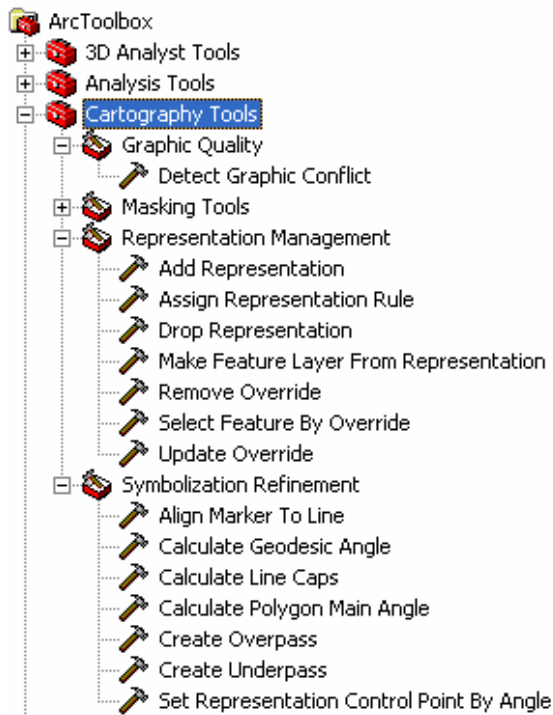 ArcToolbox
3D Analyst Tools
Analysis Tools
Cartography Tools
Graphic Quality
Detect Graphic Conflict
Masking Tools
Representation Management
Add Representation
Assign Representation Rule
Drop Representation
Make Feature Layer From Representation
Remove Override
Select Feature By Override
Update Override
Symbolization Refinement
Align Marker To Line
Calculate Geodesic Angle
Calculate Line Caps
Calculate Polygon Main Angle
Create Overpass
Create Underpass
Set Representation Control Point By Angle